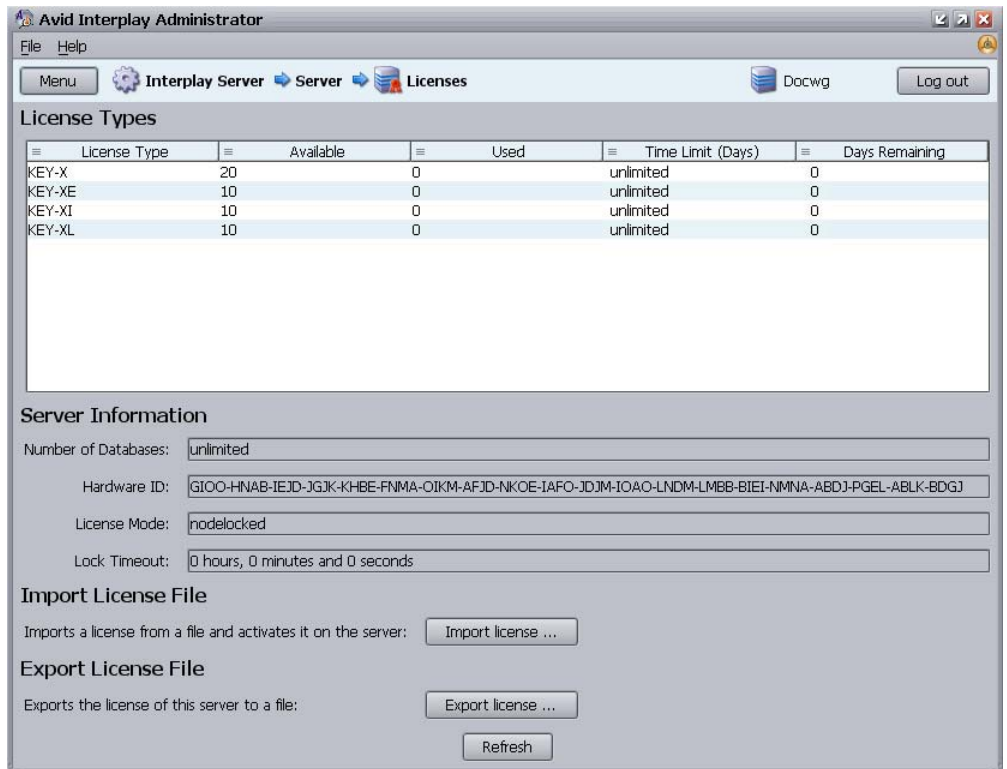 Avid Interplay Administrator
File Help
Menu Interplay Server Server Licenses Docwg Log out
License Types
License Type Available Used Time Limit (Days) Days Remaining
KEY-X 20 0 unlimited 0
KEY-XE 10 0 unlimited 0
KEY-XI 10 0 unlimited 0
KEY-XL 10 0 unlimited 0
Server Information
Number of Databases: unlimited
Hardware ID: GIOO-HNAB-IEJD-JGJK-KHBE-FNMA-OIKM-AFJD-NKOE-IAFO-JDJM-IOAO-LNDM-LMBB-BIEI-NMNA-ABDJ-PGEL-ABLK-BDGJ
License Mode: nodelocked
Lock Timeout: 0 hours, 0 minutes and 0 seconds
Import License File
Imports a license from a file and activates it on the server: Import license ...
Export License File
Exports the license of this server to a file: Export license ...
Refresh